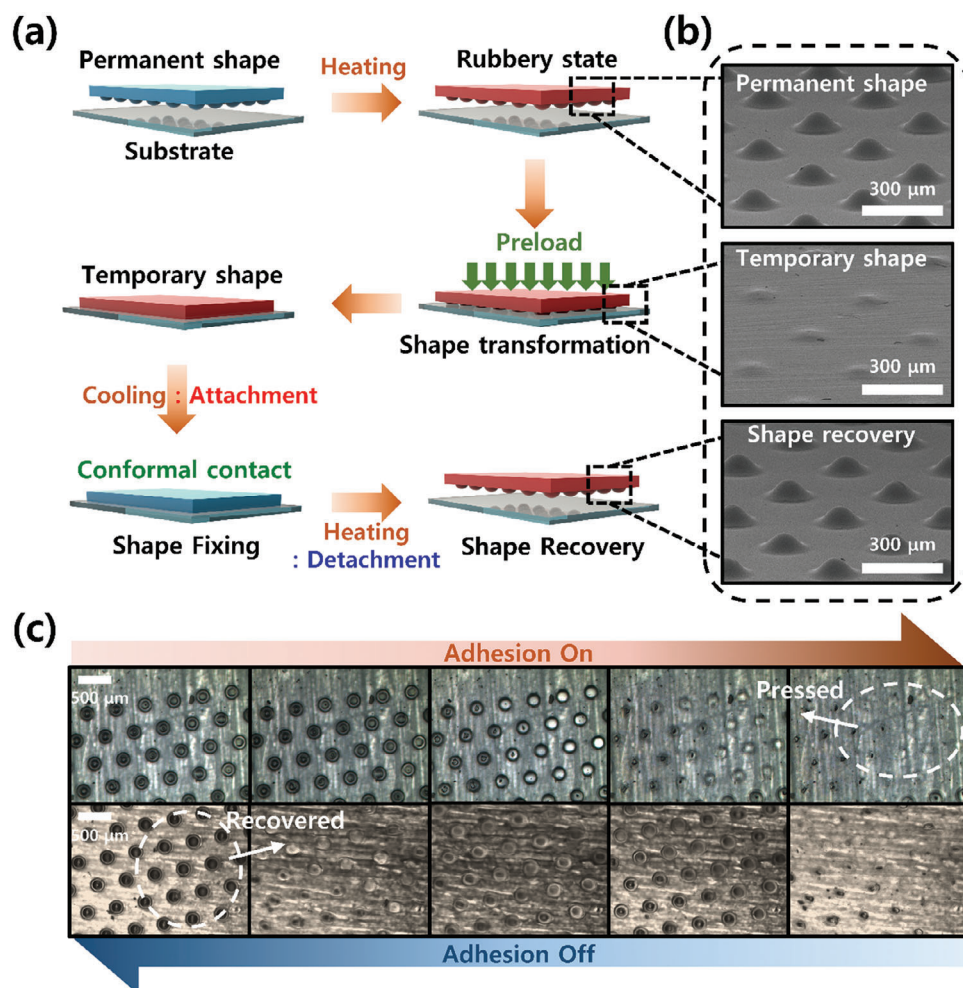 (a)
Permanent shape
Heating
Rubbery state
Substrate
Preload
Temporary shape
Shape transformation
Cooling : Attachment
Conformal contact
Shape Fixing
Heating
: Detachment
Shape Recovery
(b)
Permanent shape
300 μm
Temporary shape
300 μm
Shape recovery
300 μm
(c)
Adhesion On
500 μm
Pressed
500 μm
Recovered
Adhesion Off